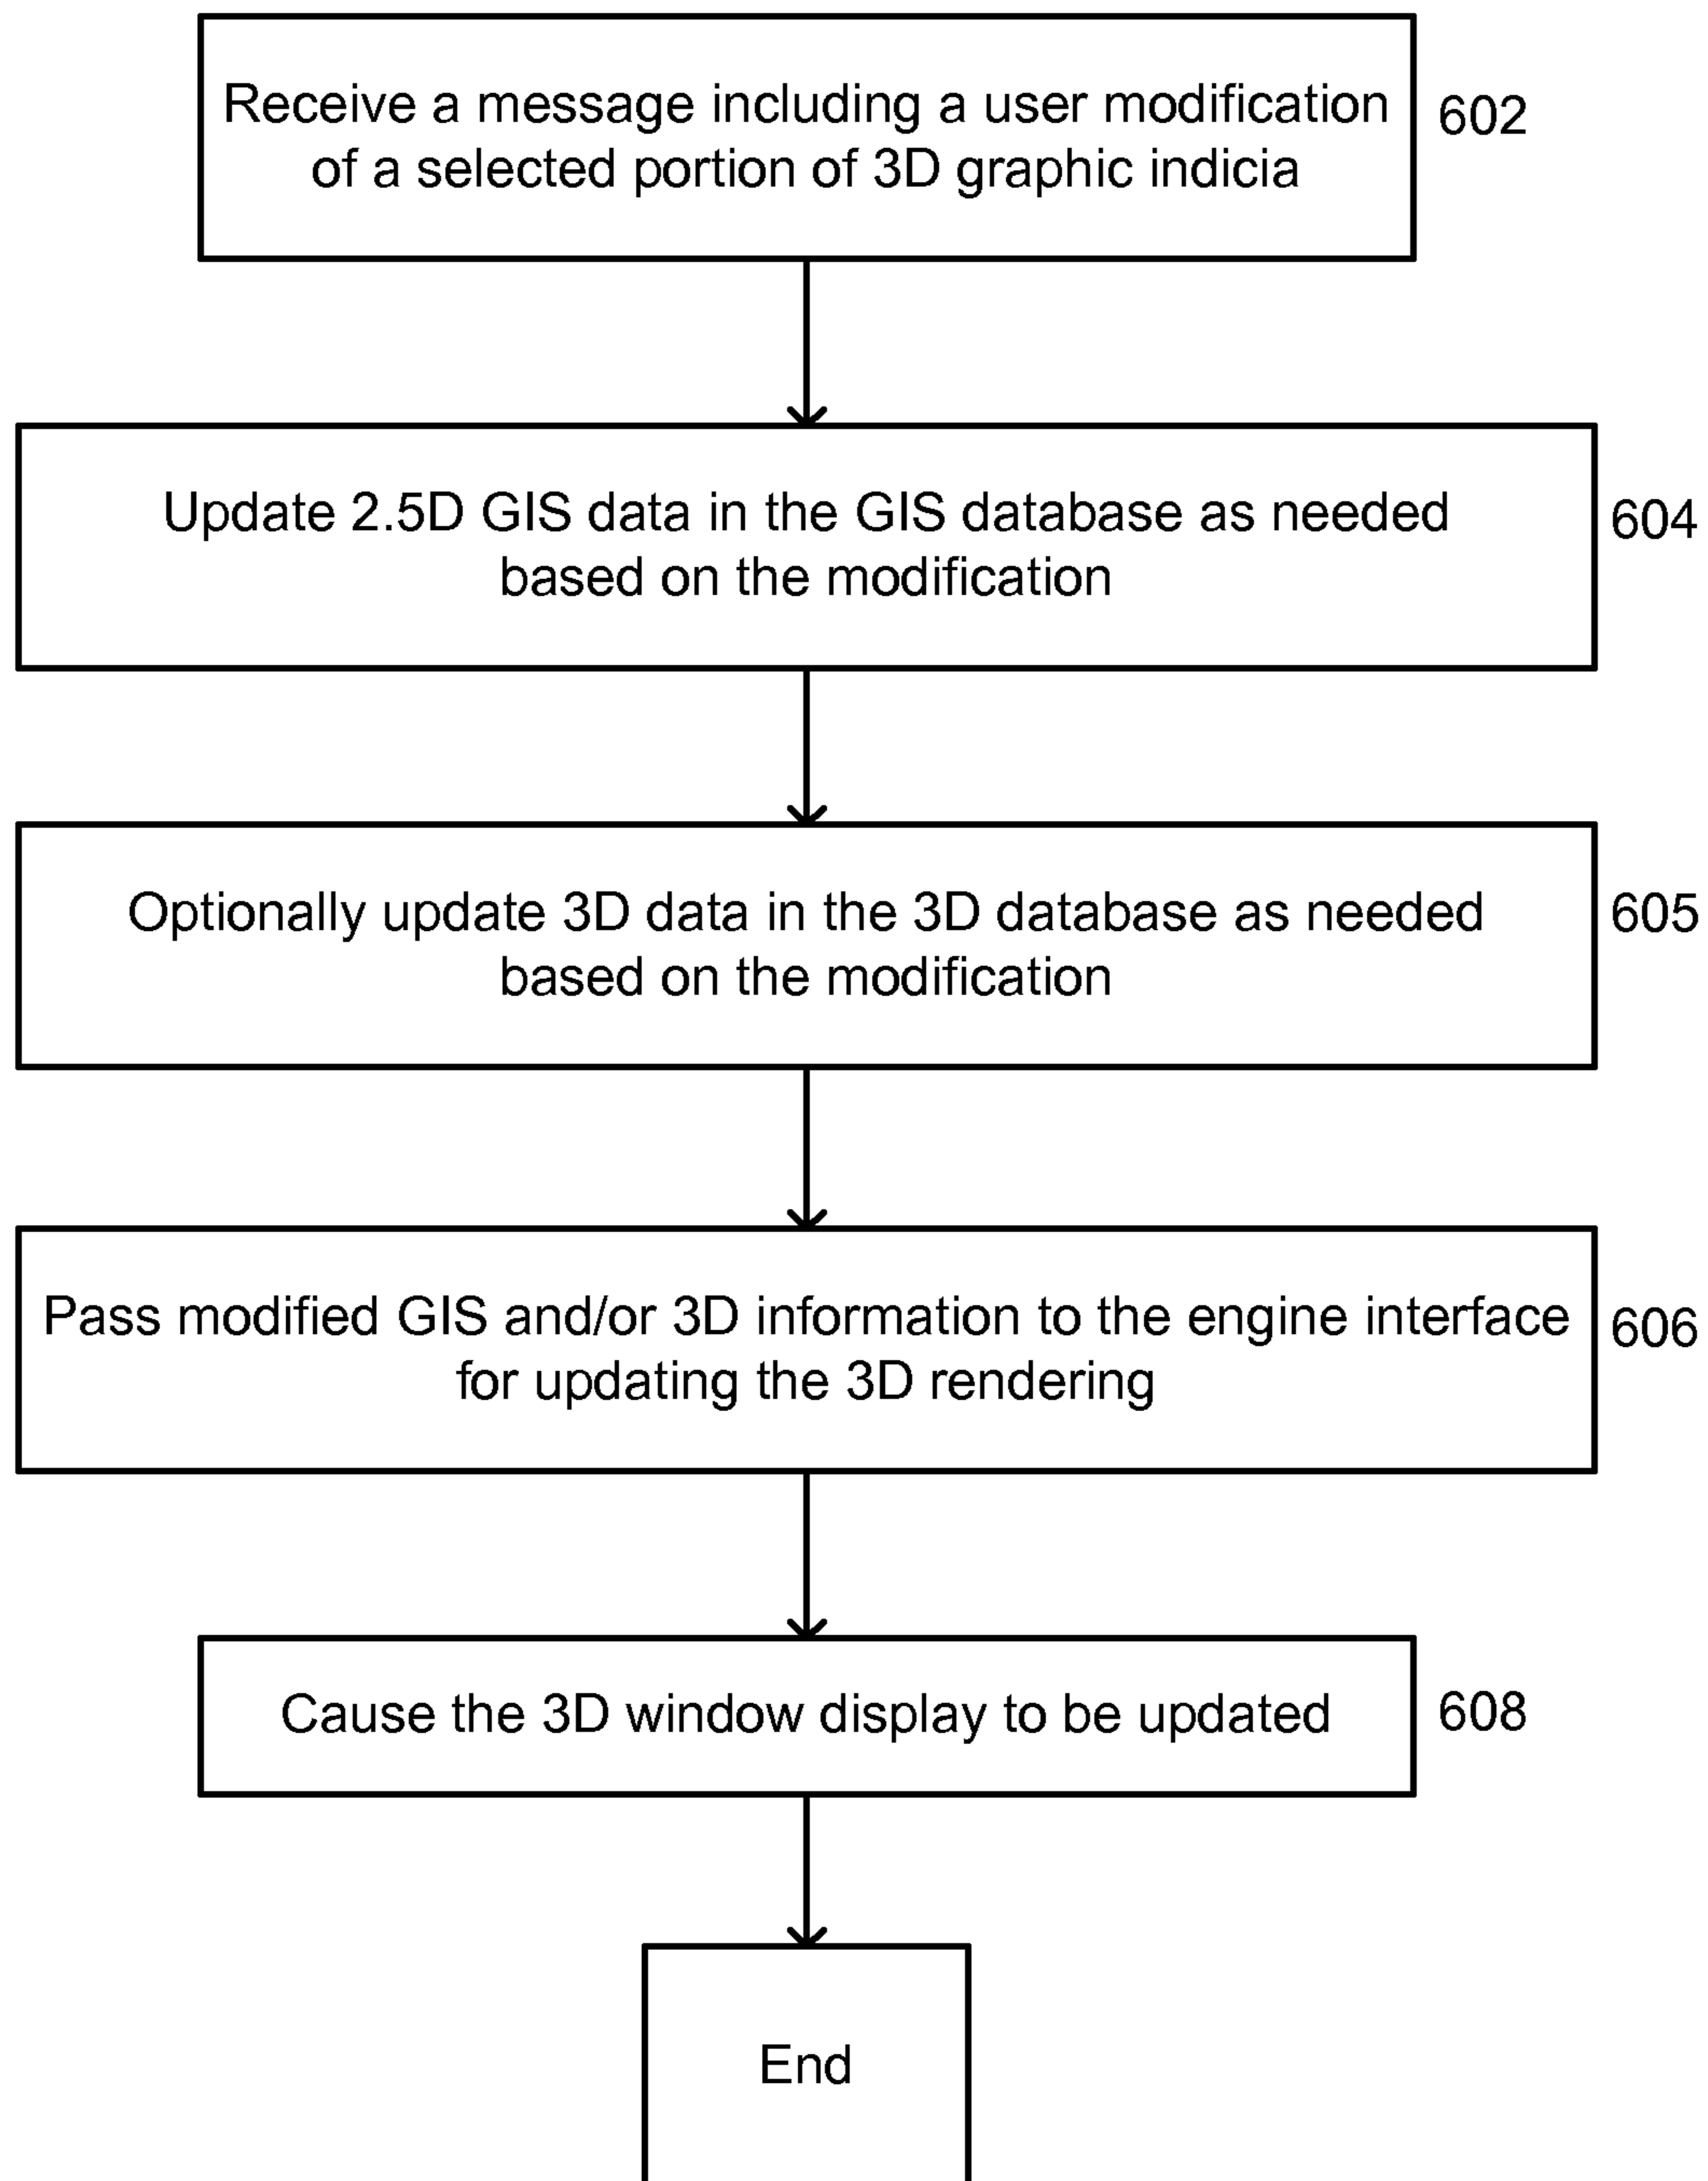 Receive a message including a user modification
of a selected portion of 3D graphic indicia
602
Update 2.5D GIS data in the GIS database as needed
based on the modification
604
Optionally update 3D data in the 3D database as needed
based on the modification
605
Pass modified GIS and/or 3D information to the engine interface
for updating the 3D rendering
606
Cause the 3D window display to be updated
608
End